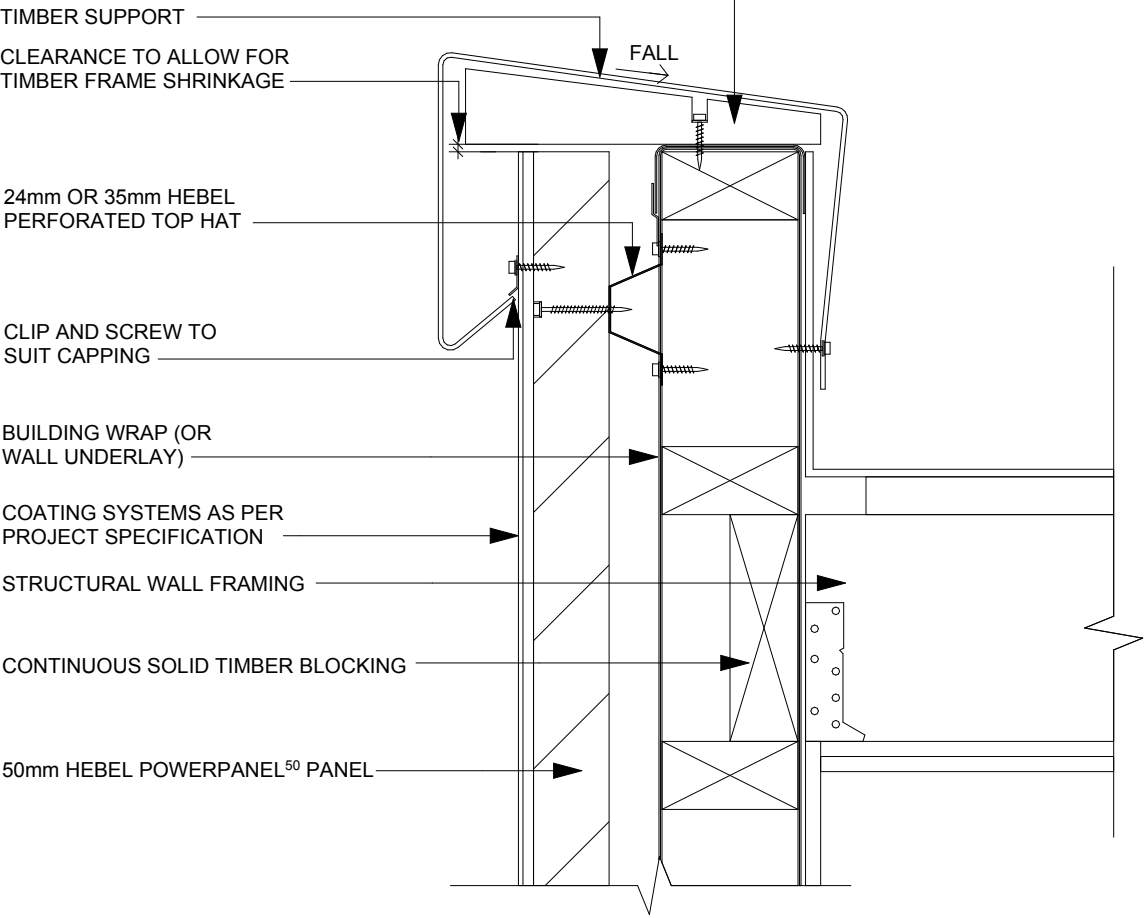 TIMBER SUPPORT
CLEARANCE TO ALLOW FOR
TIMBER FRAME SHRINKAGE
FALL
24mm OR 35mm HEBEL
PERFORATED TOP HAT
CLIP AND SCREW TO
SUIT CAPPING
BUILDING WRAP (OR
WALL UNDERLAY)
COATING SYSTEMS AS PER
PROJECT SPECIFICATION
STRUCTURAL WALL FRAMING
CONTINUOUS SOLID TIMBER BLOCKING
50mm HEBEL POWERPANEL⁵⁰ PANEL